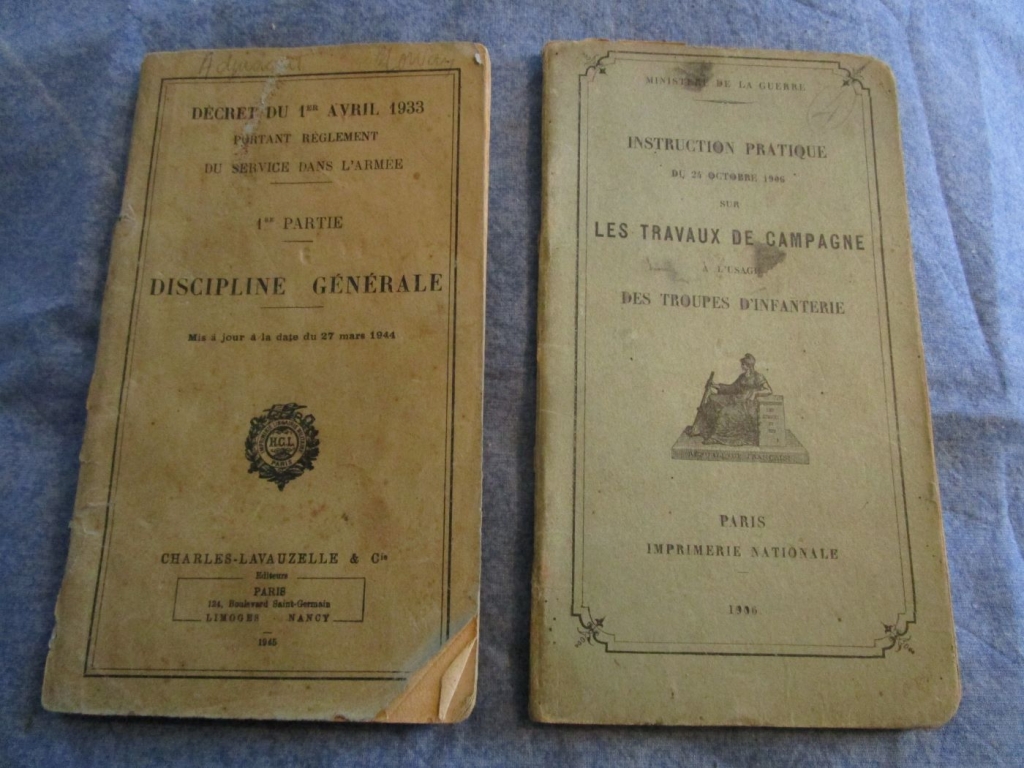 DÉCRET DU 1ER AVRIL 1933
PORTANT RÈGLEMENT
DU SERVICE DANS L'ARMÉE
1RE PARTIE
DISCIPLINE GÉNÉRALE
Mis à jour à la date du 27 mars 1944
H.C.L
PARIS
CHARLES-LAVAUZELLE & Cie
Éditeurs
PARIS
124, Boulevard Saint-Germain
LIMOGES NANCY
1945
MINISTÈRE DE LA GUERRE
INSTRUCTION PRATIQUE
DU 24 OCTOBRE 1906
SUR
LES TRAVAUX DE CAMPAGNE
À L'USAGE
DES TROUPES D'INFANTERIE
RÉPUBLIQUE FRANÇAISE
PARIS
IMPRIMERIE NATIONALE